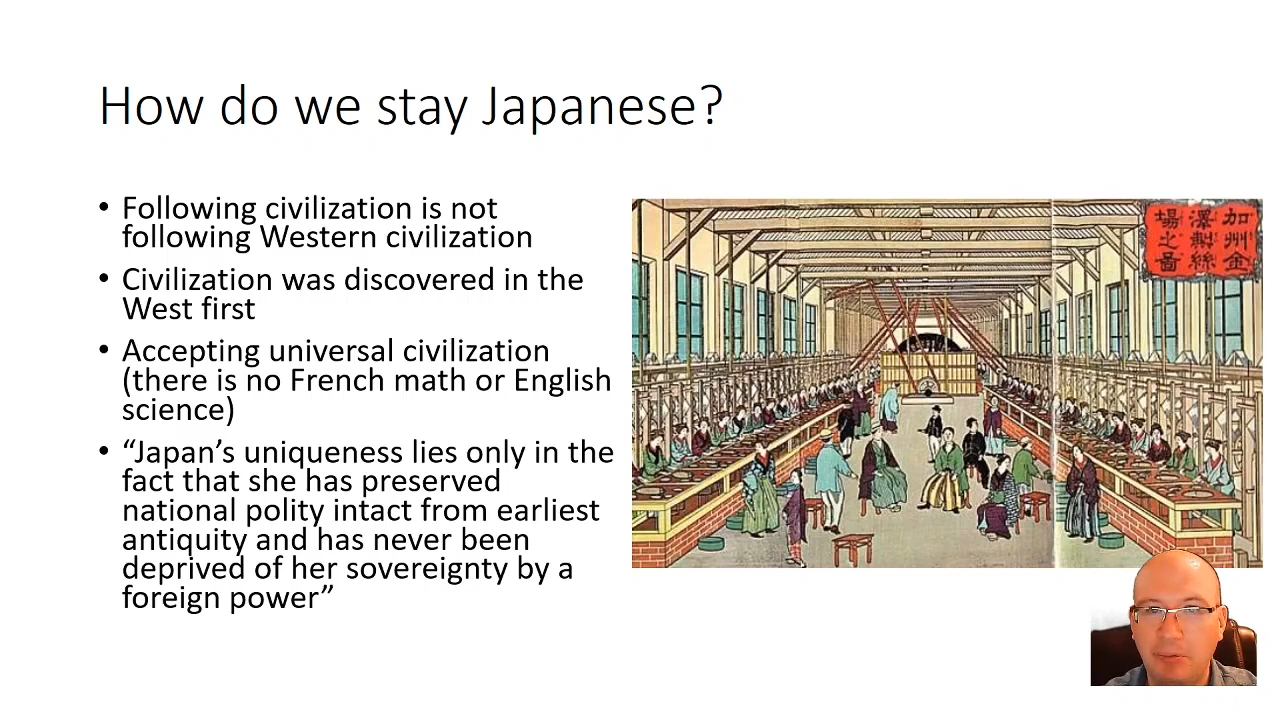 How do we stay Japanese?
• Following civilization is not
following Western civilization
• Civilization was discovered in the
West first
• Accepting universal civilization
(there is no French math or English
science)
• “Japan’s uniqueness lies only in the
fact that she has preserved
national polity intact from earliest
antiquity and has never been
deprived of her sovereignty by a
foreign power”
加州金
澤製絲
場之圖